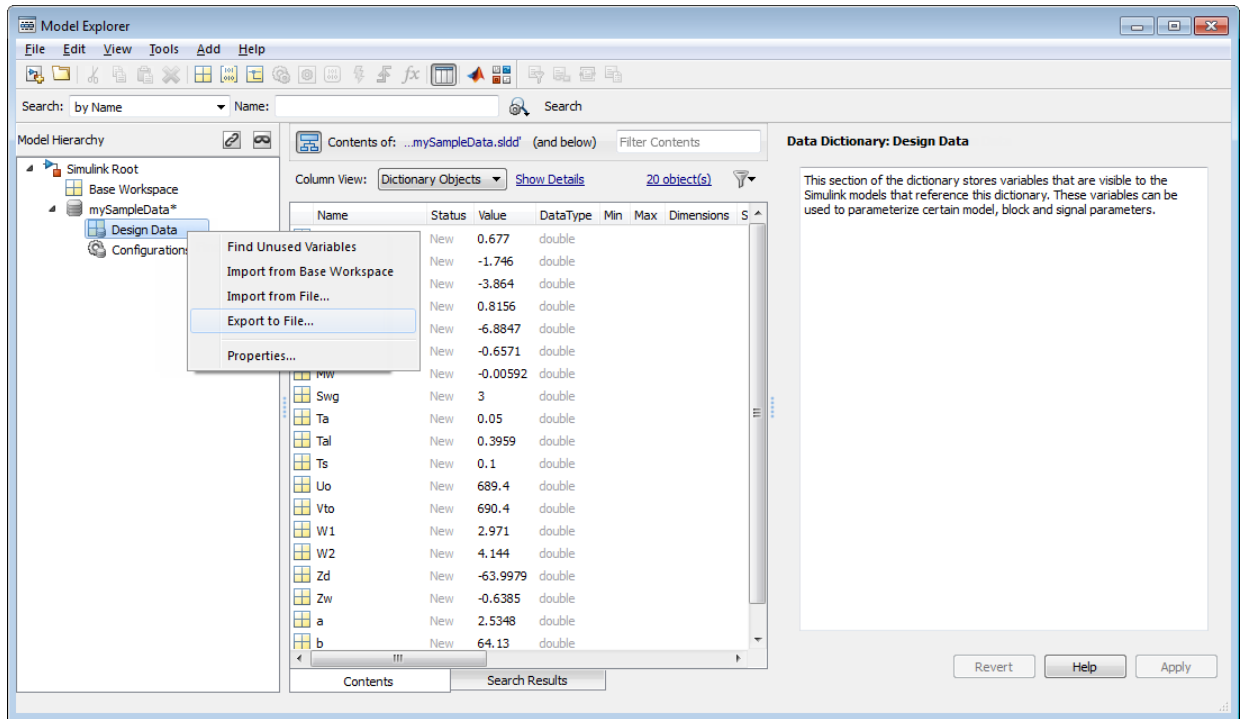 Model Explorer
File Edit View Tools Add Help
Search: by Name Name: Search
Model Hierarchy
Simulink Root
Base Workspace
mySampleData*
Design Data
Configurations
Find Unused Variables
Import from Base Workspace
Import from File...
Export to File...
Properties...
Contents of: ...mySampleData.sldd' (and below) Filter Contents
Column View: Dictionary Objects Show Details 20 object(s)
Name Status Value DataType Min Max Dimensions S
New 0.677 double
New -1.746 double
New -3.864 double
New 0.8156 double
New -6.8847 double
New -0.6571 double
Mw New -0.00592 double
Swg New 3 double
Ta New 0.05 double
Tal New 0.3959 double
Ts New 0.1 double
Uo New 689.4 double
Vto New 690.4 double
W1 New 2.971 double
W2 New 4.144 double
Zd New -63.9979 double
Zw New -0.6385 double
a New 2.5348 double
b New 64.13 double
Contents Search Results
Data Dictionary: Design Data
This section of the dictionary stores variables that are visible to the
Simulink models that reference this dictionary. These variables can be
used to parameterize certain model, block and signal parameters.
Revert Help Apply